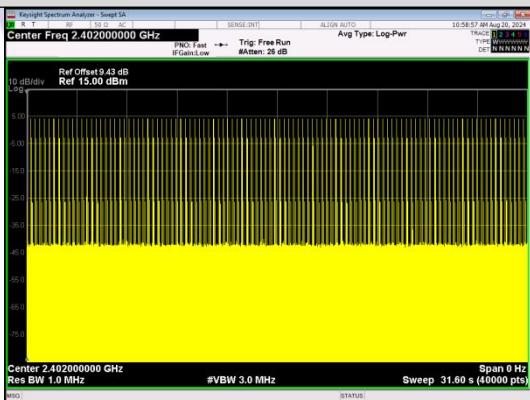 Keysight Spectrum Analyzer - Swept SA
R T RF 50 Ω AC SENSE:INT ALIGN AUTO 10:58:57 AM Aug 20, 2024
Center Freq 2.402000000 GHz
PNO: Fast
IFGain:Low
Trig: Free Run
#Atten: 26 dB
Avg Type: Log-Pwr
TRACE 1 2 3 4 5 6
TYPE
DET N N N N N N
Ref Offset 9.43 dB
10 dB/div Ref 15.00 dBm
Log
5.00
-5.00
-15.0
-25.0
-35.0
-45.0
-55.0
-65.0
-75.0
Center 2.402000000 GHz Span 0 Hz
Res BW 1.0 MHz #VBW 3.0 MHz Sweep 31.60 s (40000 pts)
MSG STATUS